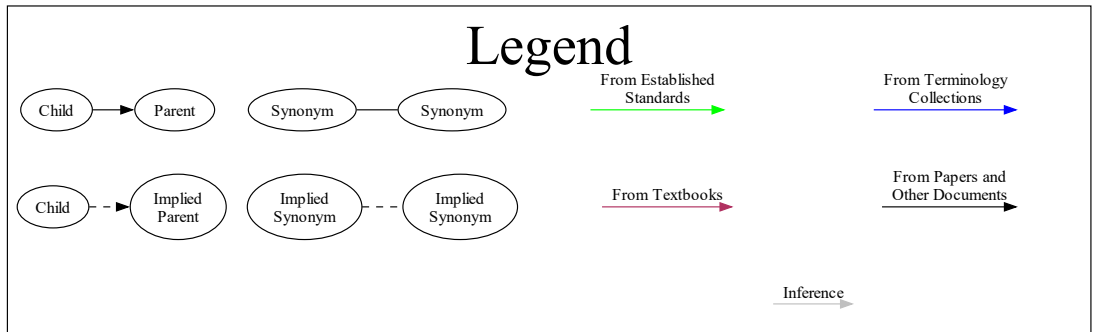 Legend
Child
Parent
Synonym
Synonym
From Established
Standards
From Terminology
Collections
Child
Implied
Parent
Implied
Synonym
Implied
Synonym
From Textbooks
From Papers and
Other Documents
Inference